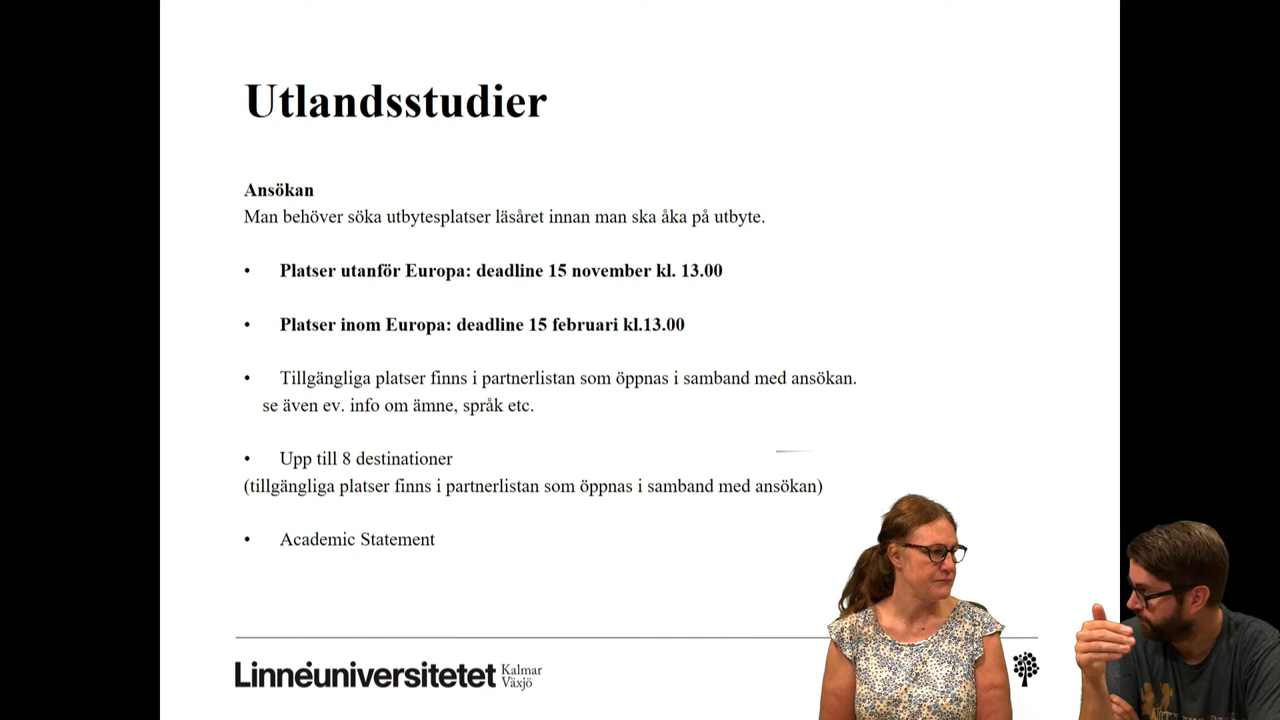 Utlandsstudier
Ansökan
Man behöver söka utbytesplatser läsåret innan man ska åka på utbyte.
• Platser utanför Europa: deadline 15 november kl. 13.00
• Platser inom Europa: deadline 15 februari kl.13.00
• Tillgängliga platser finns i partnerlistan som öppnas i samband med ansökan.
se även ev. info om ämne, språk etc.
• Upp till 8 destinationer
(tillgängliga platser finns i partnerlistan som öppnas i samband med ansökan)
• Academic Statement
Linnéuniversitetet
Kalmar
Växjö